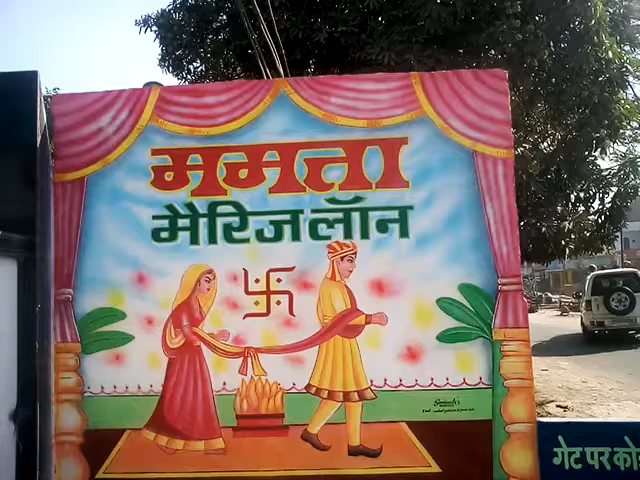 ममता
मैरिज लॉन
गेट पर को